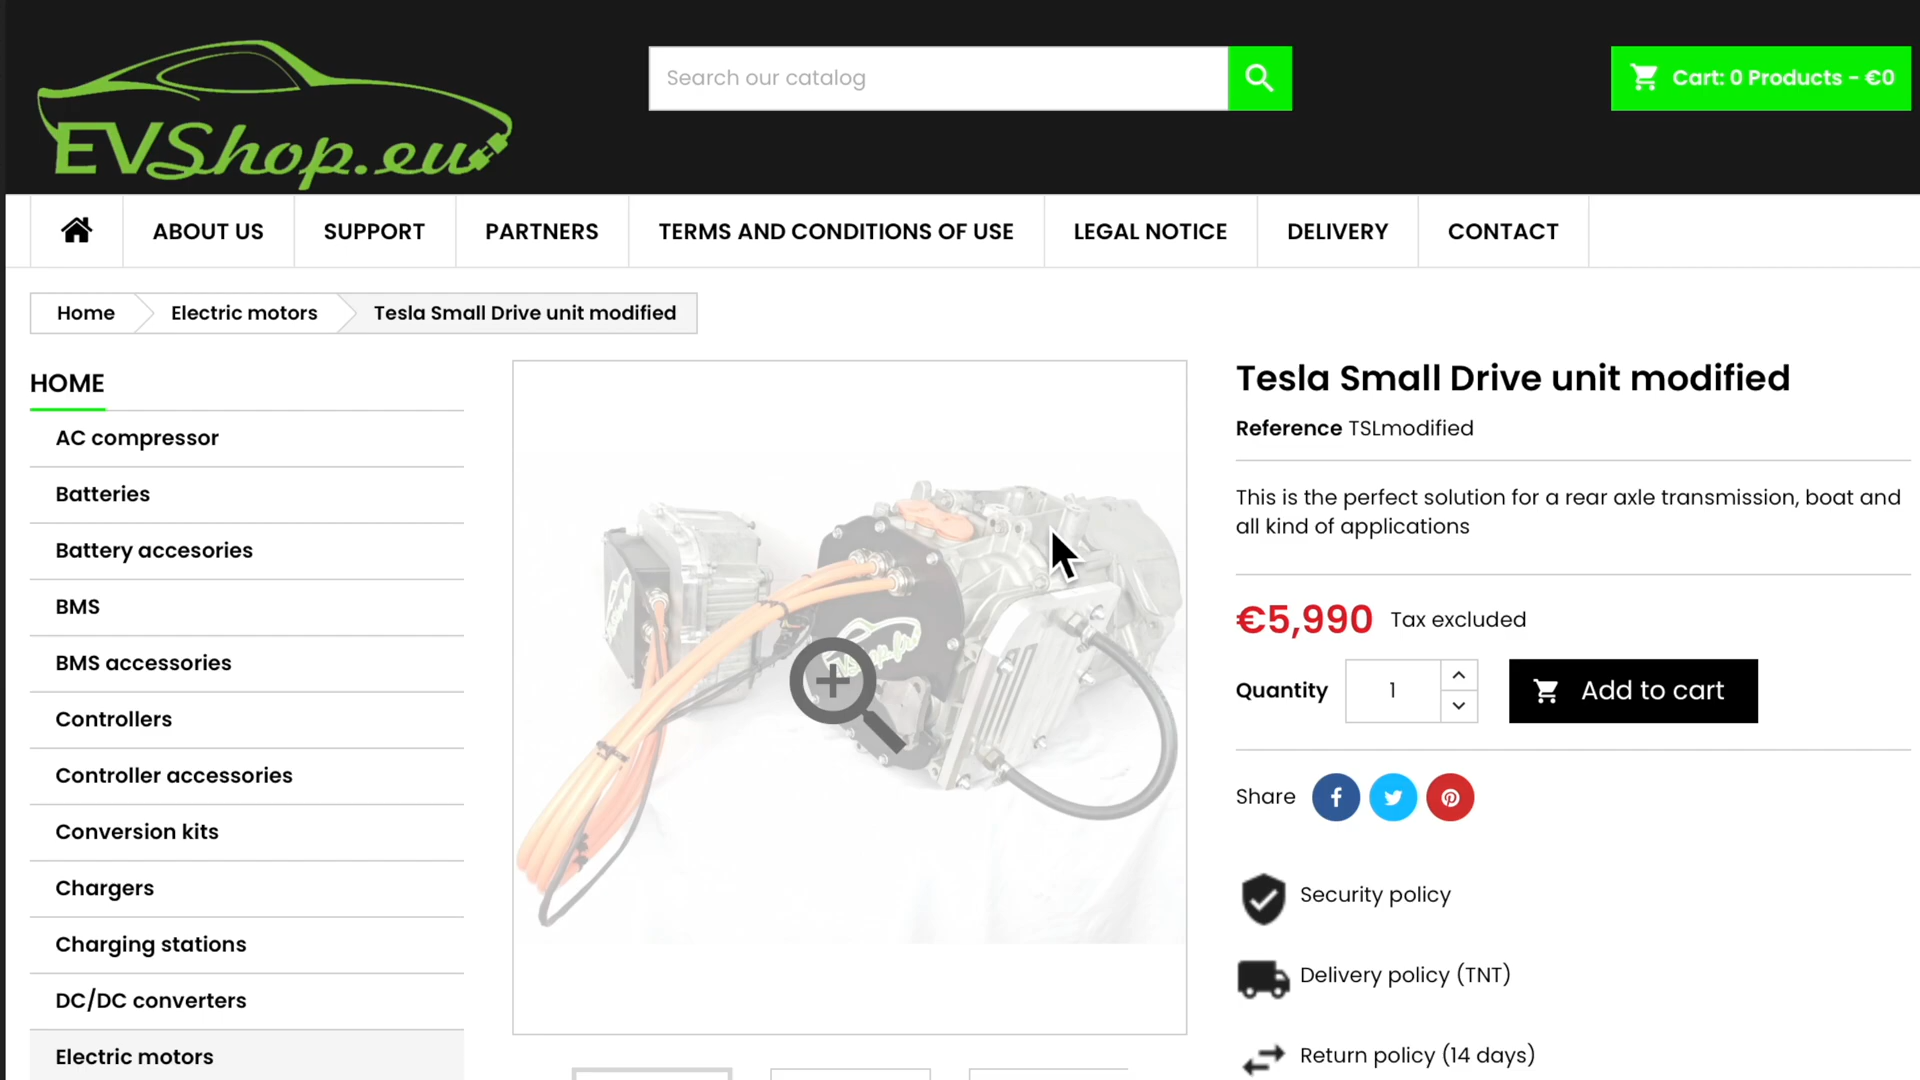 EVShop.eu
Search our catalog
Cart: 0 Products - €0
ABOUT US
SUPPORT
PARTNERS
TERMS AND CONDITIONS OF USE
LEGAL NOTICE
DELIVERY
CONTACT
Home
Electric motors
Tesla Small Drive unit modified
HOME
AC compressor
Batteries
Battery accesories
BMS
BMS accessories
Controllers
Controller accessories
Conversion kits
Chargers
Charging stations
DC/DC converters
Electric motors
Tesla Small Drive unit modified
Reference TSLmodified
This is the perfect solution for a rear axle transmission, boat and
all kind of applications
€5,990 Tax excluded
Quantity
1
Add to cart
Share
Security policy
Delivery policy (TNT)
Return policy (14 days)